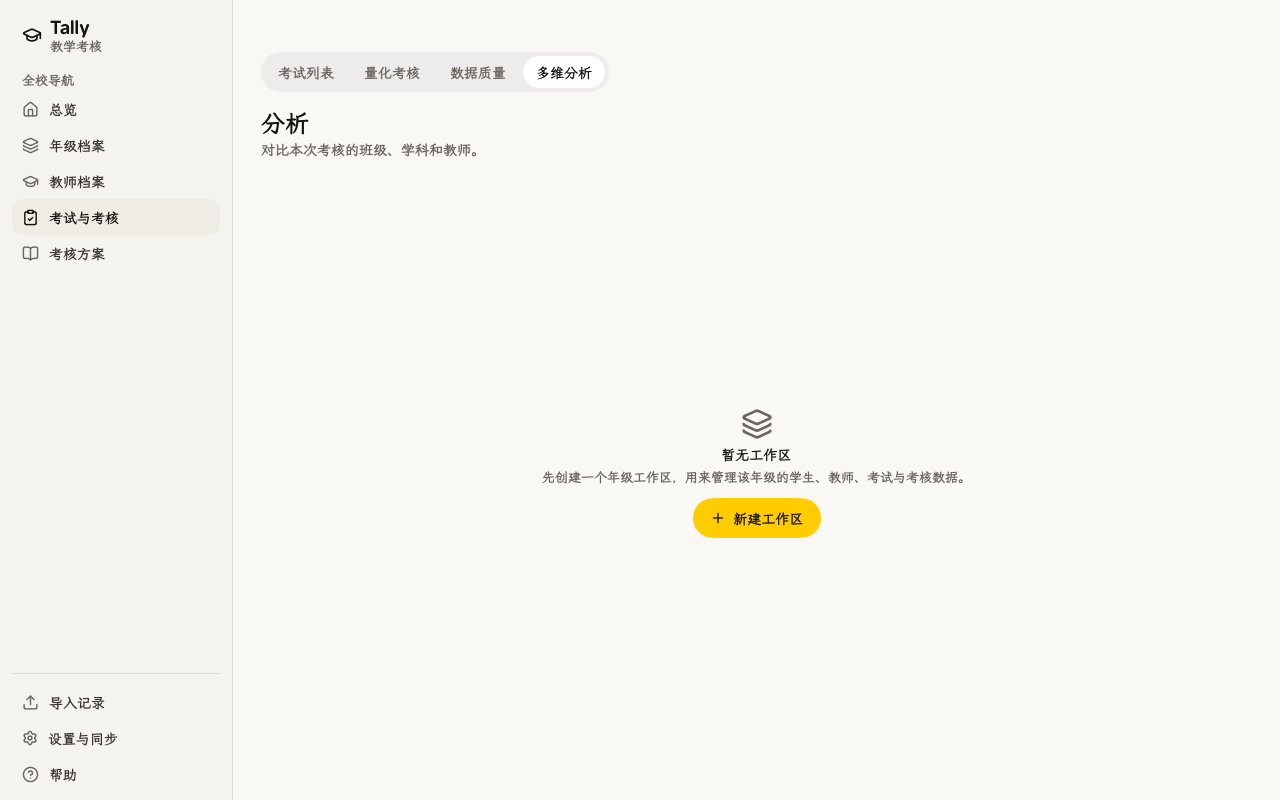 Tally
教学考核
全校导航
总览
年级档案
教师档案
考试与考核
考核方案
导入记录
设置与同步
帮助
考试列表
量化考核
数据质量
多维分析
分析
对比本次考核的班级、学科和教师。
暂无工作区
先创建一个年级工作区，用来管理该年级的学生、教师、考试与考核数据。
新建工作区